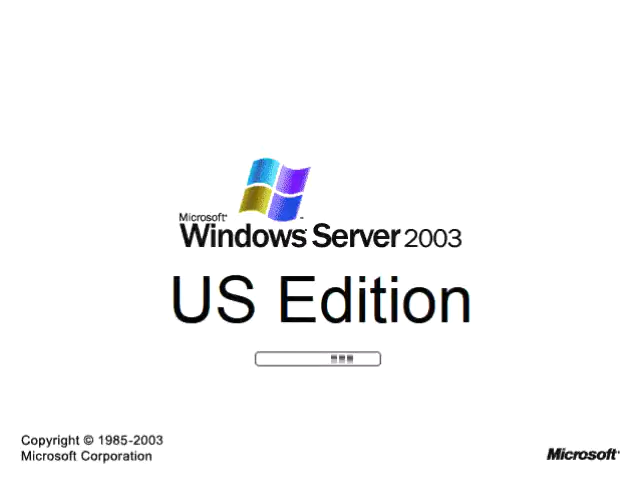 Microsoft
Windows Server 2003
US Edition
Copyright © 1985-2003
Microsoft Corporation
Microsoft